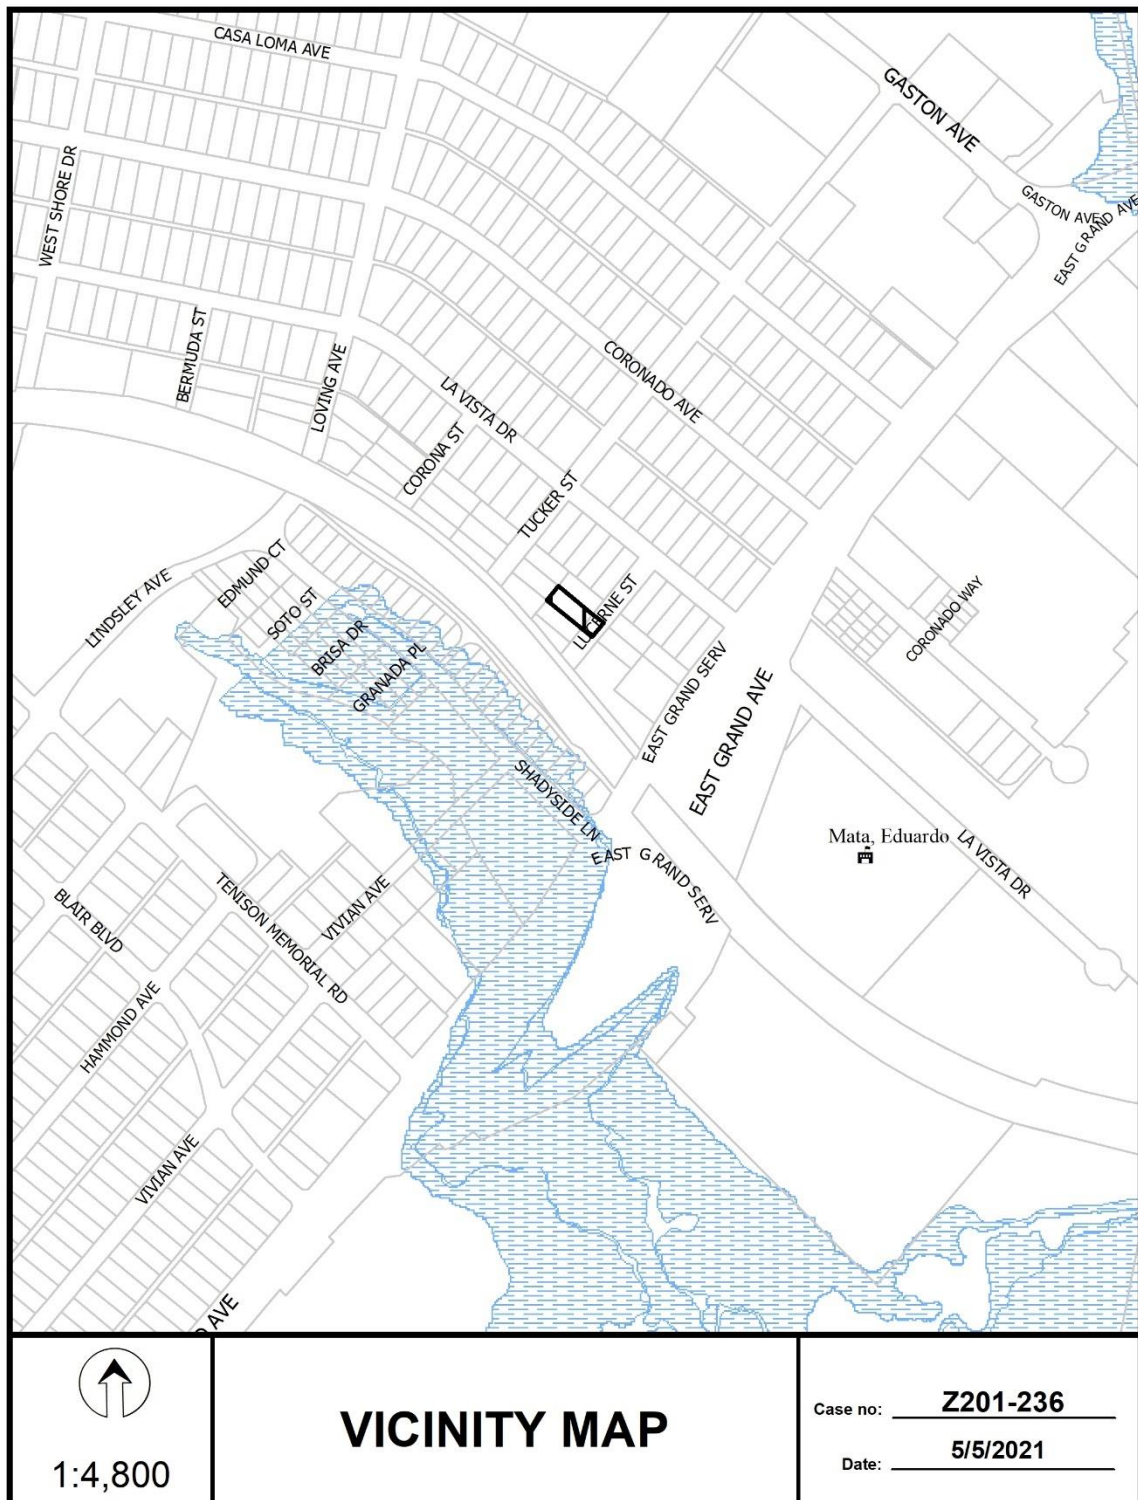 CASA LOMA AVE
GASTON AVE
WEST SHORE DR
GASTON AVE
EAST GRAND AVE
BERMUDA ST
LOVING AVE
CORONADO AVE
LA VISTA DR
CORONA ST
TUCKER ST
EDMUND CT
LINDSLEY AVE
SOTO ST
LUCERNE ST
CORONADO WAY
BRISA DR
GRANADA PL
EAST GRAND SERV
EAST GRAND AVE
SHADYSIDE LN
Mata, Eduardo
LA VISTA DR
EAST GRAND SERV
BLAIR BLVD
TENISON MEMORIAL RD
VIVIAN AVE
HAMMOND AVE
VIVIAN AVE
AVE
1:4,800
VICINITY MAP
Case no: Z201-236
Date: 5/5/2021